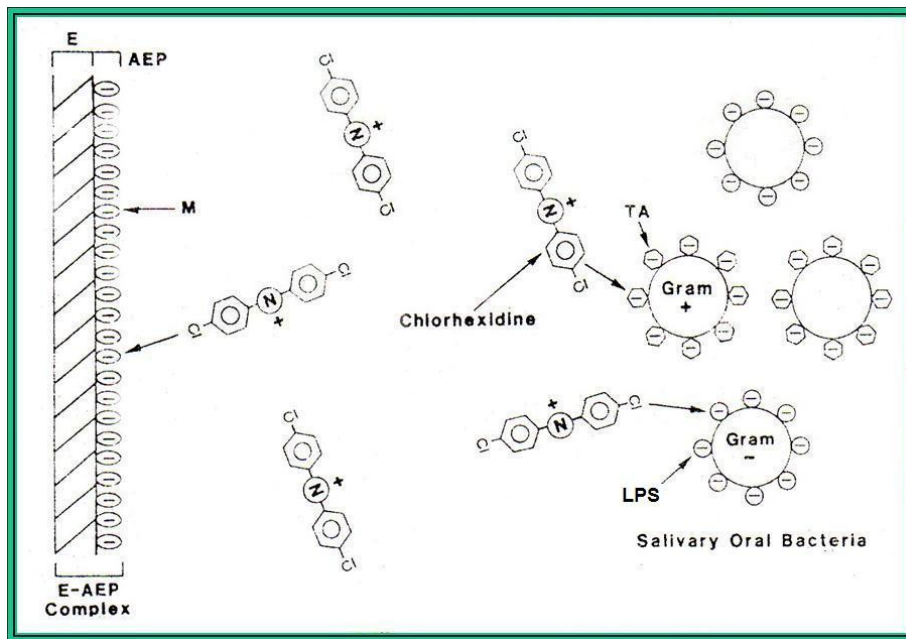 E
AEP
M
E-AEP
Complex
Cl
N
+
Cl
Cl
N
+
Cl
Cl
N
+
Cl
Cl
N
+
Cl
Cl
N
+
Cl
Chlorhexidine
TA
Gram
+
Gram
−
LPS
Salivary Oral Bacteria